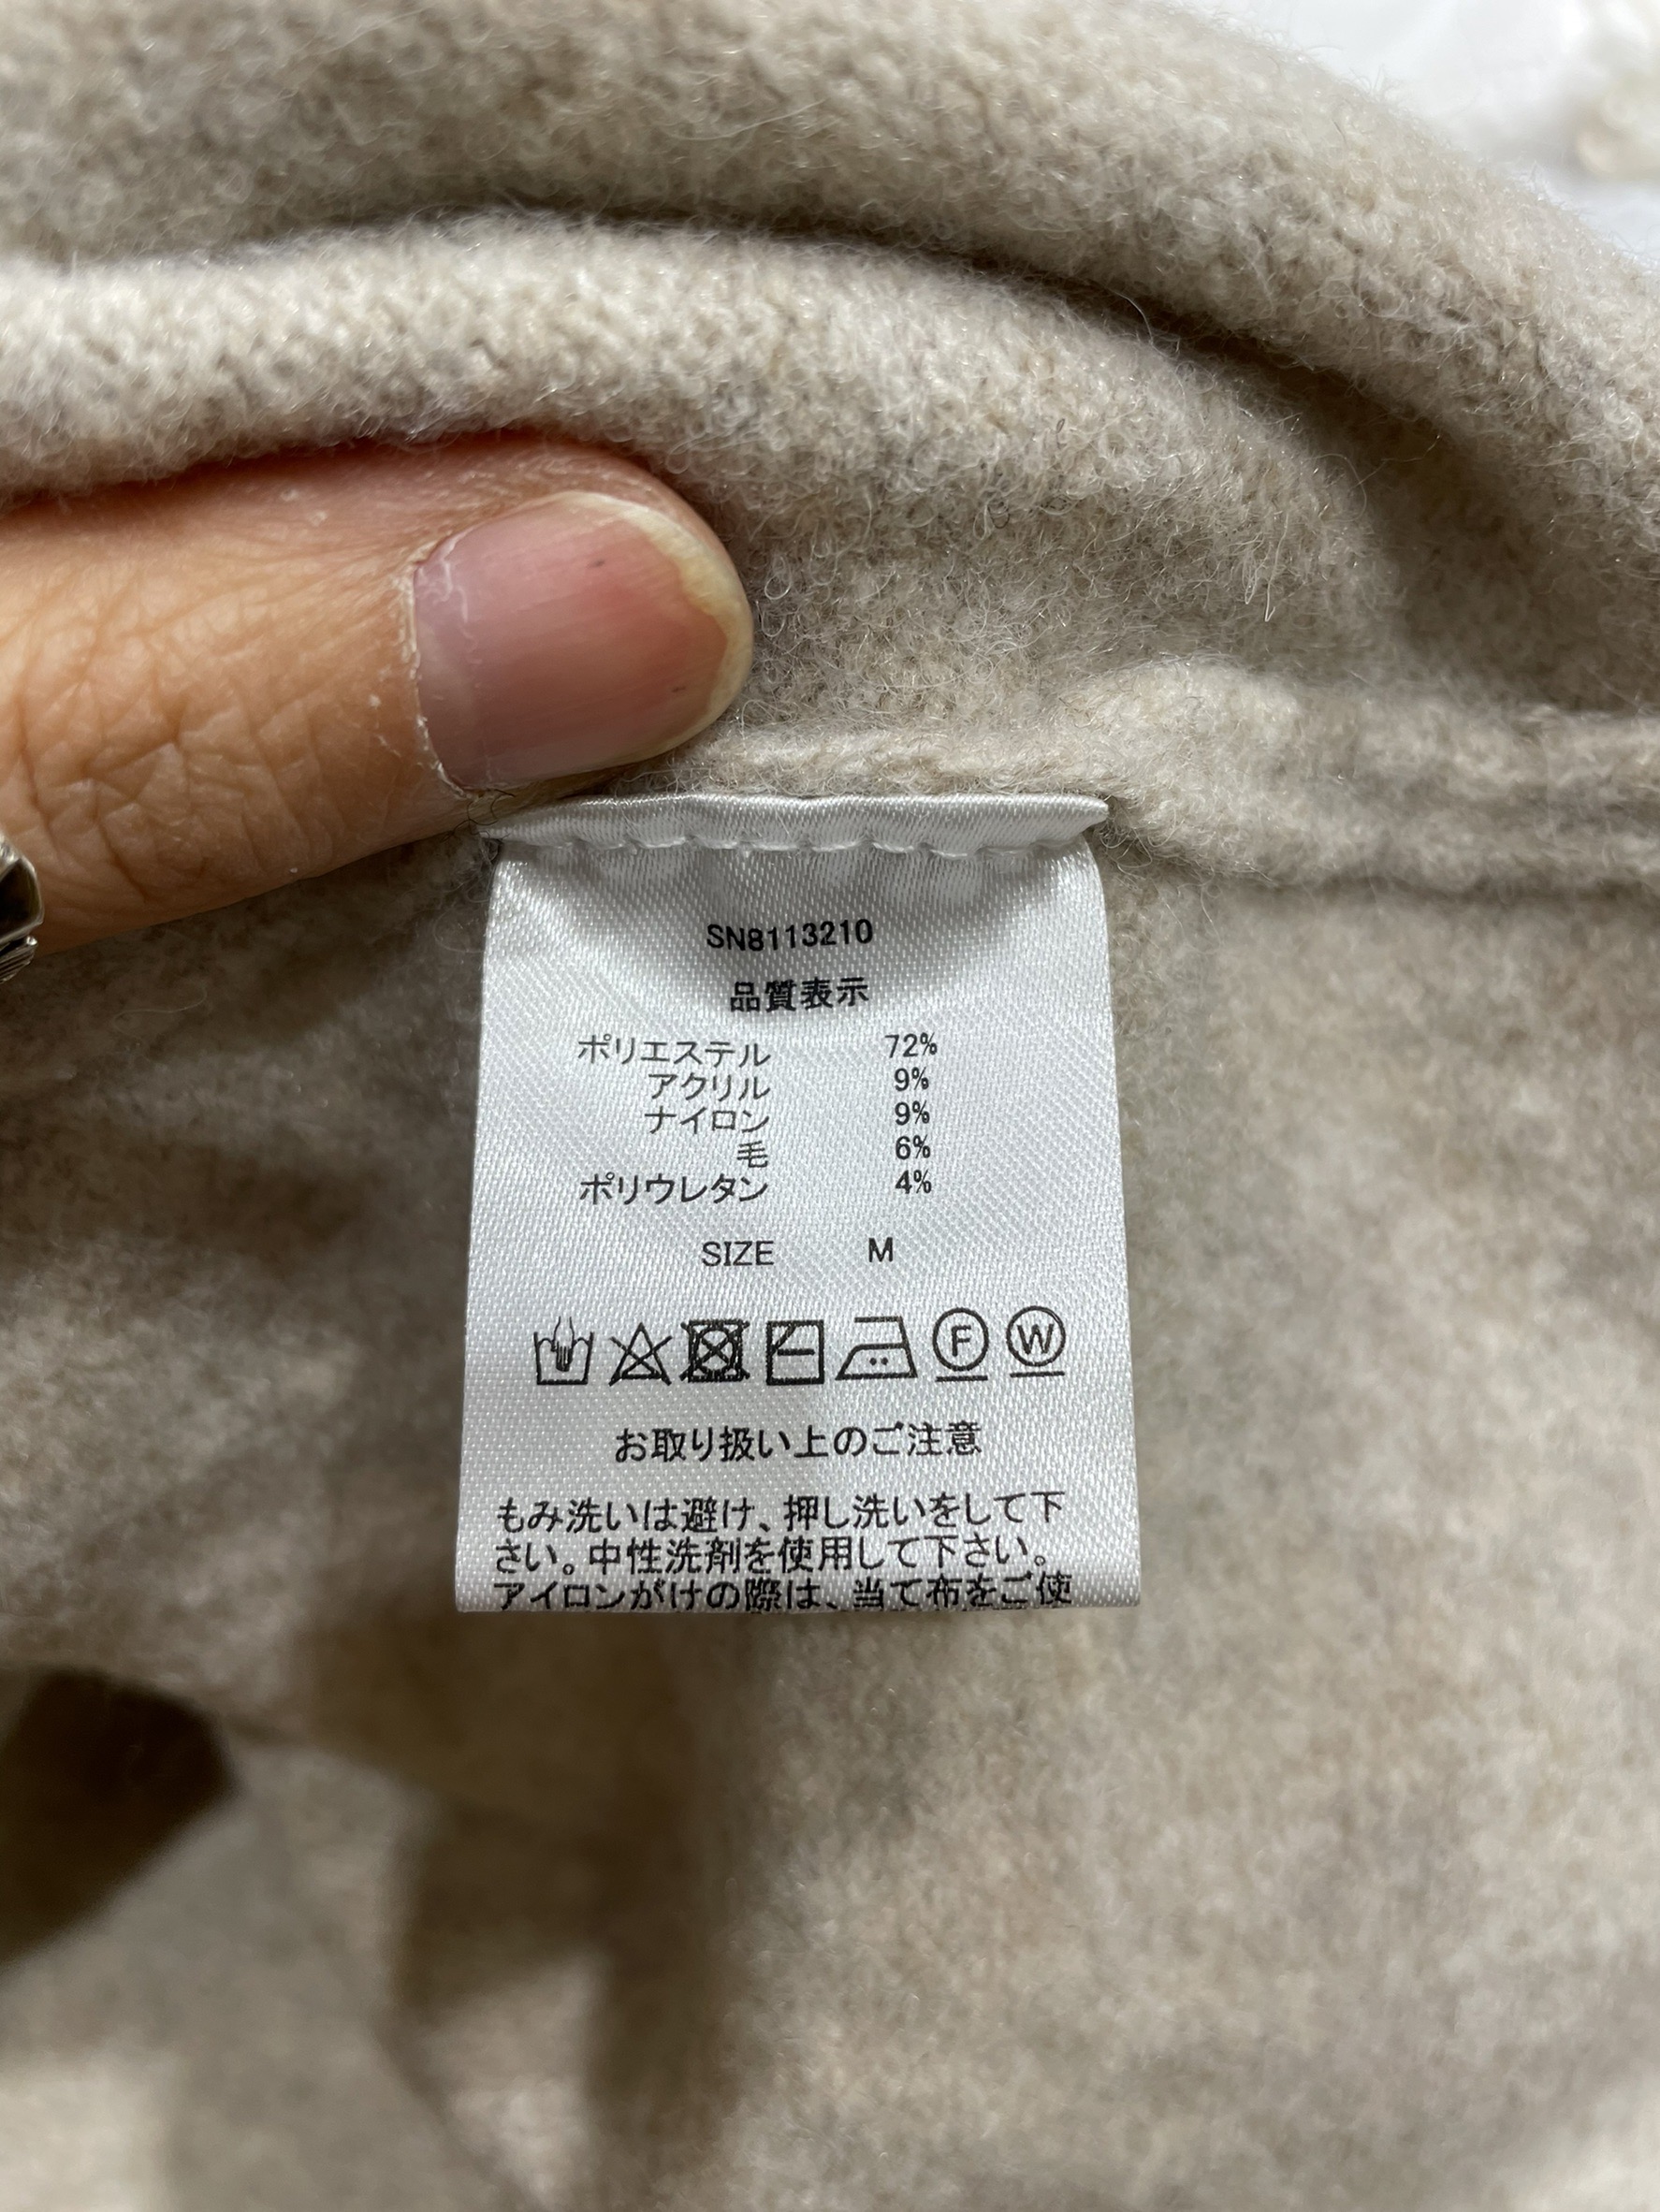 SN8113210
品質表示
ポリエステル 72%
アクリル 9%
ナイロン 9%
毛 6%
ポリウレタン 4%
SIZE M
F W
お取り扱い上のご注意
もみ洗いは避け、押し洗いをして下
さい。中性洗剤を使用して下さい。
アイロンがけの際は、当て布をご使